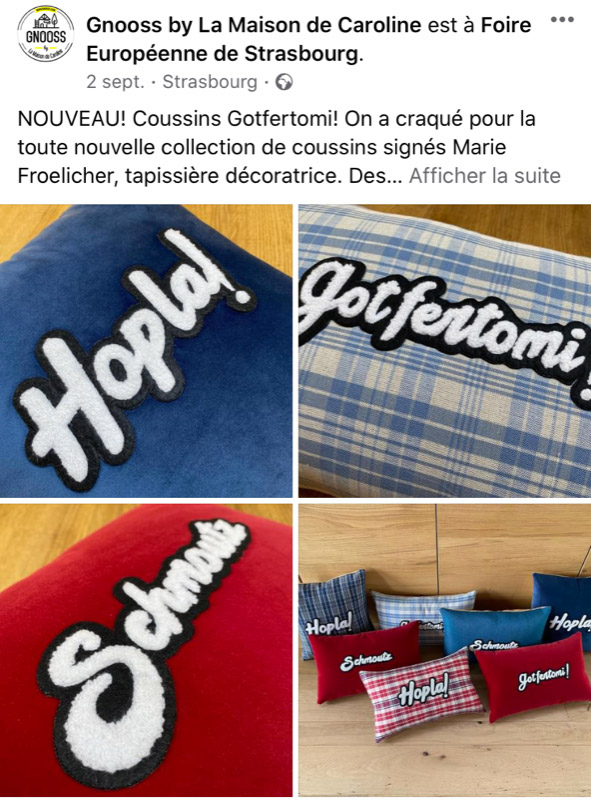 GNOOSS
by
La Maison de Caroline
Gnooss by La Maison de Caroline est à Foire
Européenne de Strasbourg.
2 sept. · Strasbourg ·
NOUVEAU! Coussins Gotfertomi! On a craqué pour la
toute nouvelle collection de coussins signés Marie
Froelicher, tapissière décoratrice. Des... Afficher la suite
Hopla!
gotfertomi!
Schmoutz
Hopla!
Schmoutz
Hopla!
Schmoutz
Hopla
gotfertomi!